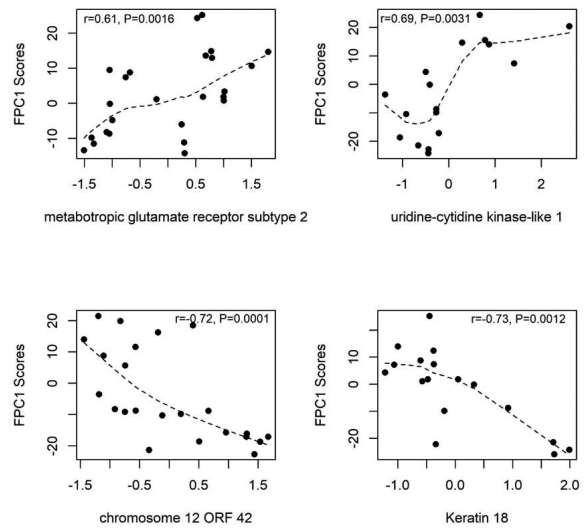 r=0.61, P=0.0016
FPC1 Scores
20
10
0
-10
-1.5
-0.5
0.5
1.5
metabotropic glutamate receptor subtype 2
r=0.69, P=0.0031
FPC1 Scores
20
10
0
-20
-1
0
1
2
uridine-cytidine kinase-like 1
r=-0.72, P=0.0001
FPC1 Scores
20
10
0
20
-1.5
-0.5
0.5
1.5
chromosome 12 ORF 42
r=-0.73, P=0.0012
FPC1 Scores
20
0
-20
-1.0
0.0
1.0
2.0
Keratin 18